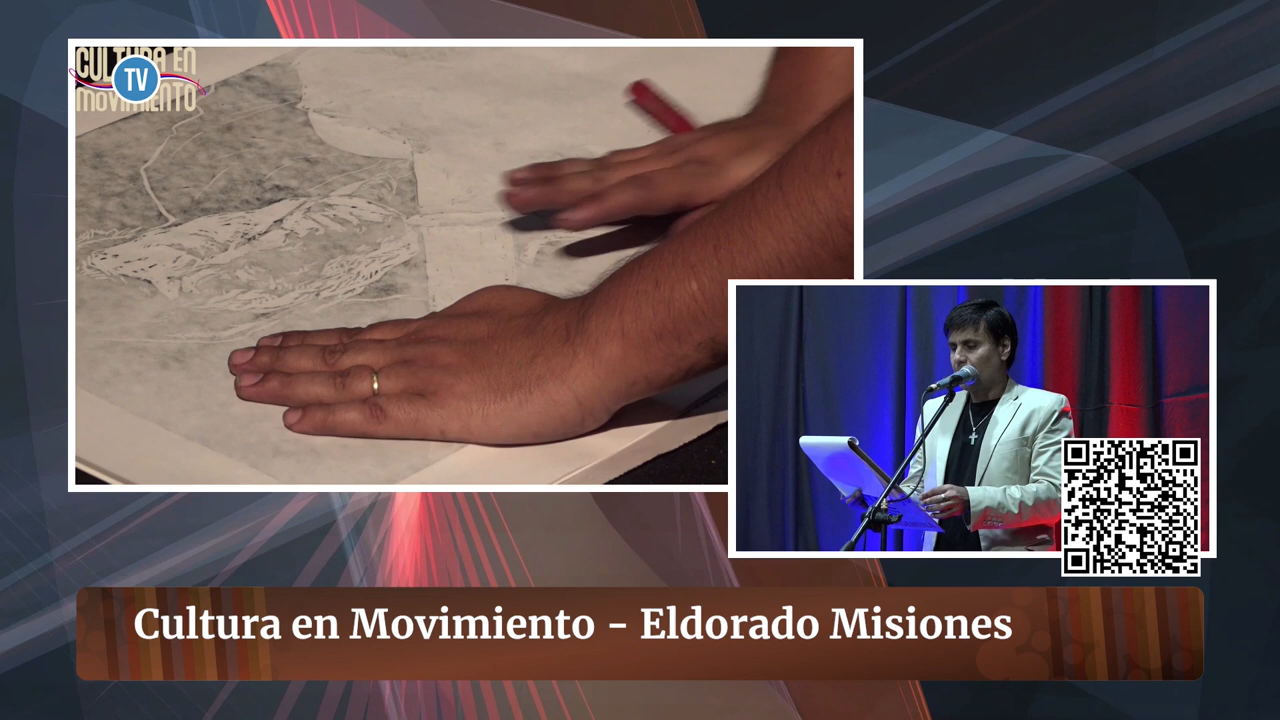 CULTURA EN
TV
MOVIMIENTO
Cultura en Movimiento - Eldorado Misiones